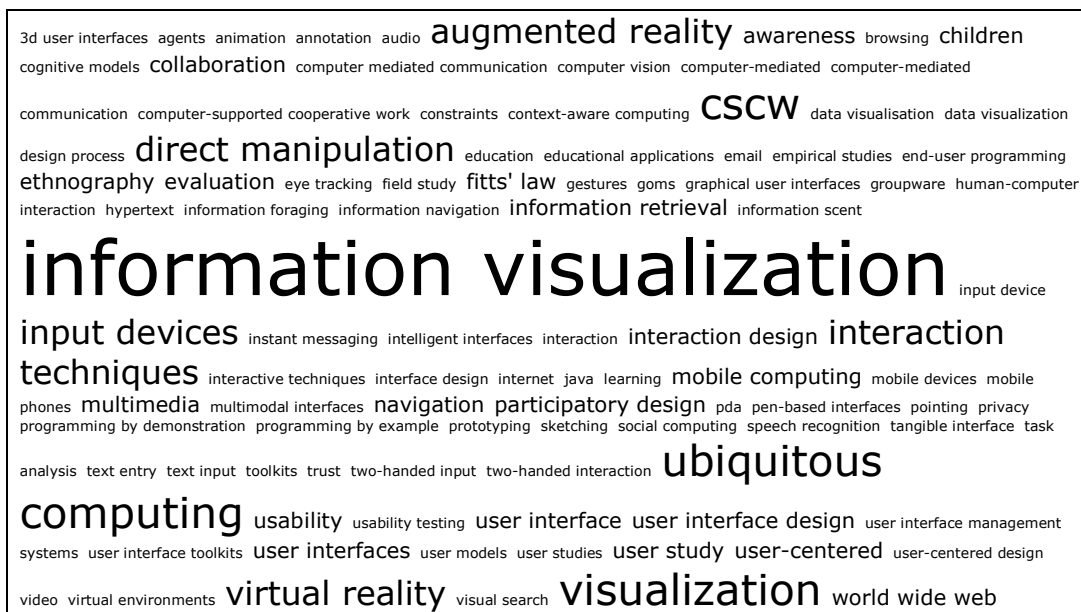 3d user interfaces agents animation annotation audio augmented reality awareness browsing children
cognitive models collaboration computer mediated communication computer vision computer-mediated computer-mediated
communication computer-supported cooperative work constraints context-aware computing cscw data visualisation data visualization
design process direct manipulation education educational applications email empirical studies end-user programming
ethnography evaluation eye tracking field study fitts' law gestures goms graphical user interfaces groupware human-computer
interaction hypertext information foraging information navigation information retrieval information scent
information visualization input device
input devices instant messaging intelligent interfaces interaction interaction design interaction
techniques interactive techniques interface design internet java learning mobile computing mobile devices mobile
phones multimedia multimodal interfaces navigation participatory design pda pen-based interfaces pointing privacy
programming by demonstration programming by example prototyping sketching social computing speech recognition tangible interface task
analysis text entry text input toolkits trust two-handed input two-handed interaction ubiquitous
computing usability usability testing user interface user interface design user interface management
systems user interface toolkits user interfaces user models user studies user study user-centered user-centered design
video virtual environments virtual reality visual search visualization world wide web